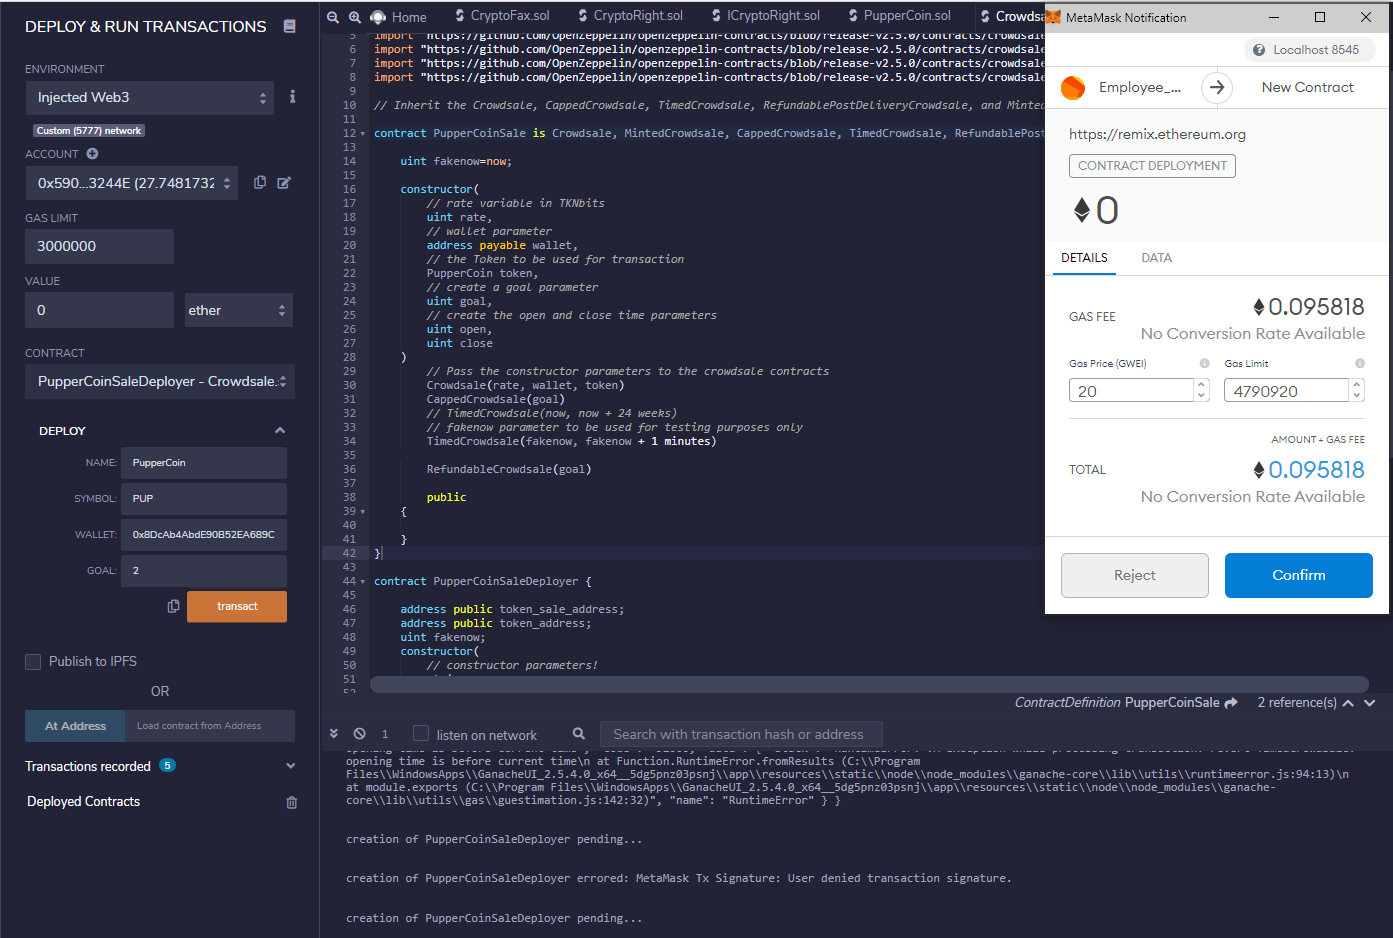 DEPLOY & RUN TRANSACTIONS
ENVIRONMENT
Injected Web3
Custom (5777) network
ACCOUNT
0x590...3244E (27.7481732
GAS LIMIT
3000000
VALUE
0
ether
CONTRACT
PupperCoinSaleDeployer - Crowdsale.
DEPLOY
NAME: PupperCoin
SYMBOL: PUP
WALLET: 0x8DcAb4AbdE90B52EA689C
GOAL: 2
transact
Publish to IPFS
OR
At Address
Load contract from Address
Transactions recorded 5
Deployed Contracts
Home
CryptoFax.sol
CryptoRight.sol
ICryptoRight.sol
PupperCoin.sol
Crowdsa
5 import "https://github.com/OpenZeppelin/openzeppelin-contracts/blob/release-v2.5.0/contracts/crowdsale
6 import "https://github.com/OpenZeppelin/openzeppelin-contracts/blob/release-v2.5.0/contracts/crowdsale
7 import "https://github.com/OpenZeppelin/openzeppelin-contracts/blob/release-v2.5.0/contracts/crowdsale
8 import "https://github.com/OpenZeppelin/openzeppelin-contracts/blob/release-v2.5.0/contracts/crowdsale
9
10 // Inherit the Crowdsale, CappedCrowdsale, TimedCrowdsale, RefundablePostDeliveryCrowdsale, and Minted
11
12 contract PupperCoinSale is Crowdsale, MintedCrowdsale, CappedCrowdsale, TimedCrowdsale, RefundablePost
13
14 uint fakenow=now;
15
16 constructor(
17 // rate variable in TKNbits
18 uint rate,
19 // wallet parameter
20 address payable wallet,
21 // the Token to be used for transaction
22 PupperCoin token,
23 // create a goal parameter
24 uint goal,
25 // create the open and close time parameters
26 uint open,
27 uint close
28 )
29 // Pass the constructor parameters to the crowdsale contracts
30 Crowdsale(rate, wallet, token)
31 CappedCrowdsale(goal)
32 // TimedCrowdsale(now, now + 24 weeks)
33 // fakenow parameter to be used for testing purposes only
34 TimedCrowdsale(fakenow, fakenow + 1 minutes)
35
36 RefundableCrowdsale(goal)
37
38 public
39 {
40
41 }
42 }
43
44 contract PupperCoinSaleDeployer {
45
46 address public token_sale_address;
47 address public token_address;
48 uint fakenow;
49 constructor(
50 // constructor parameters!
51
52
ContractDefinition PupperCoinSale 2 reference(s)
1
listen on network
Search with transaction hash or address
opening time is before current time\n at Function.RuntimeError.fromResults (C:\\Program
Files\\WindowsApps\\GanacheUI_2.5.4.0_x64__5dg5pnz03psnj\\app\\resources\\static\\node\\node_modules\\ganache-core\\lib\\utils\\runtimeerror.js:94:13)\n
at module.exports (C:\\Program Files\\WindowsApps\\GanacheUI_2.5.4.0_x64__5dg5pnz03psnj\\app\\resources\\static\\node\\node_modules\\ganache-
core\\lib\\utils\\gas\\guestimation.js:142:32)", "name": "RuntimeError" } }
creation of PupperCoinSaleDeployer pending...
creation of PupperCoinSaleDeployer errored: MetaMask Tx Signature: User denied transaction signature.
creation of PupperCoinSaleDeployer pending...
MetaMask Notification
Localhost 8545
Employee_...
New Contract
https://remix.ethereum.org
CONTRACT DEPLOYMENT
0
DETAILS
DATA
GAS FEE
0.095818
No Conversion Rate Available
Gas Price (GWEI)
Gas Limit
20
4790920
AMOUNT + GAS FEE
TOTAL
0.095818
No Conversion Rate Available
Reject
Confirm